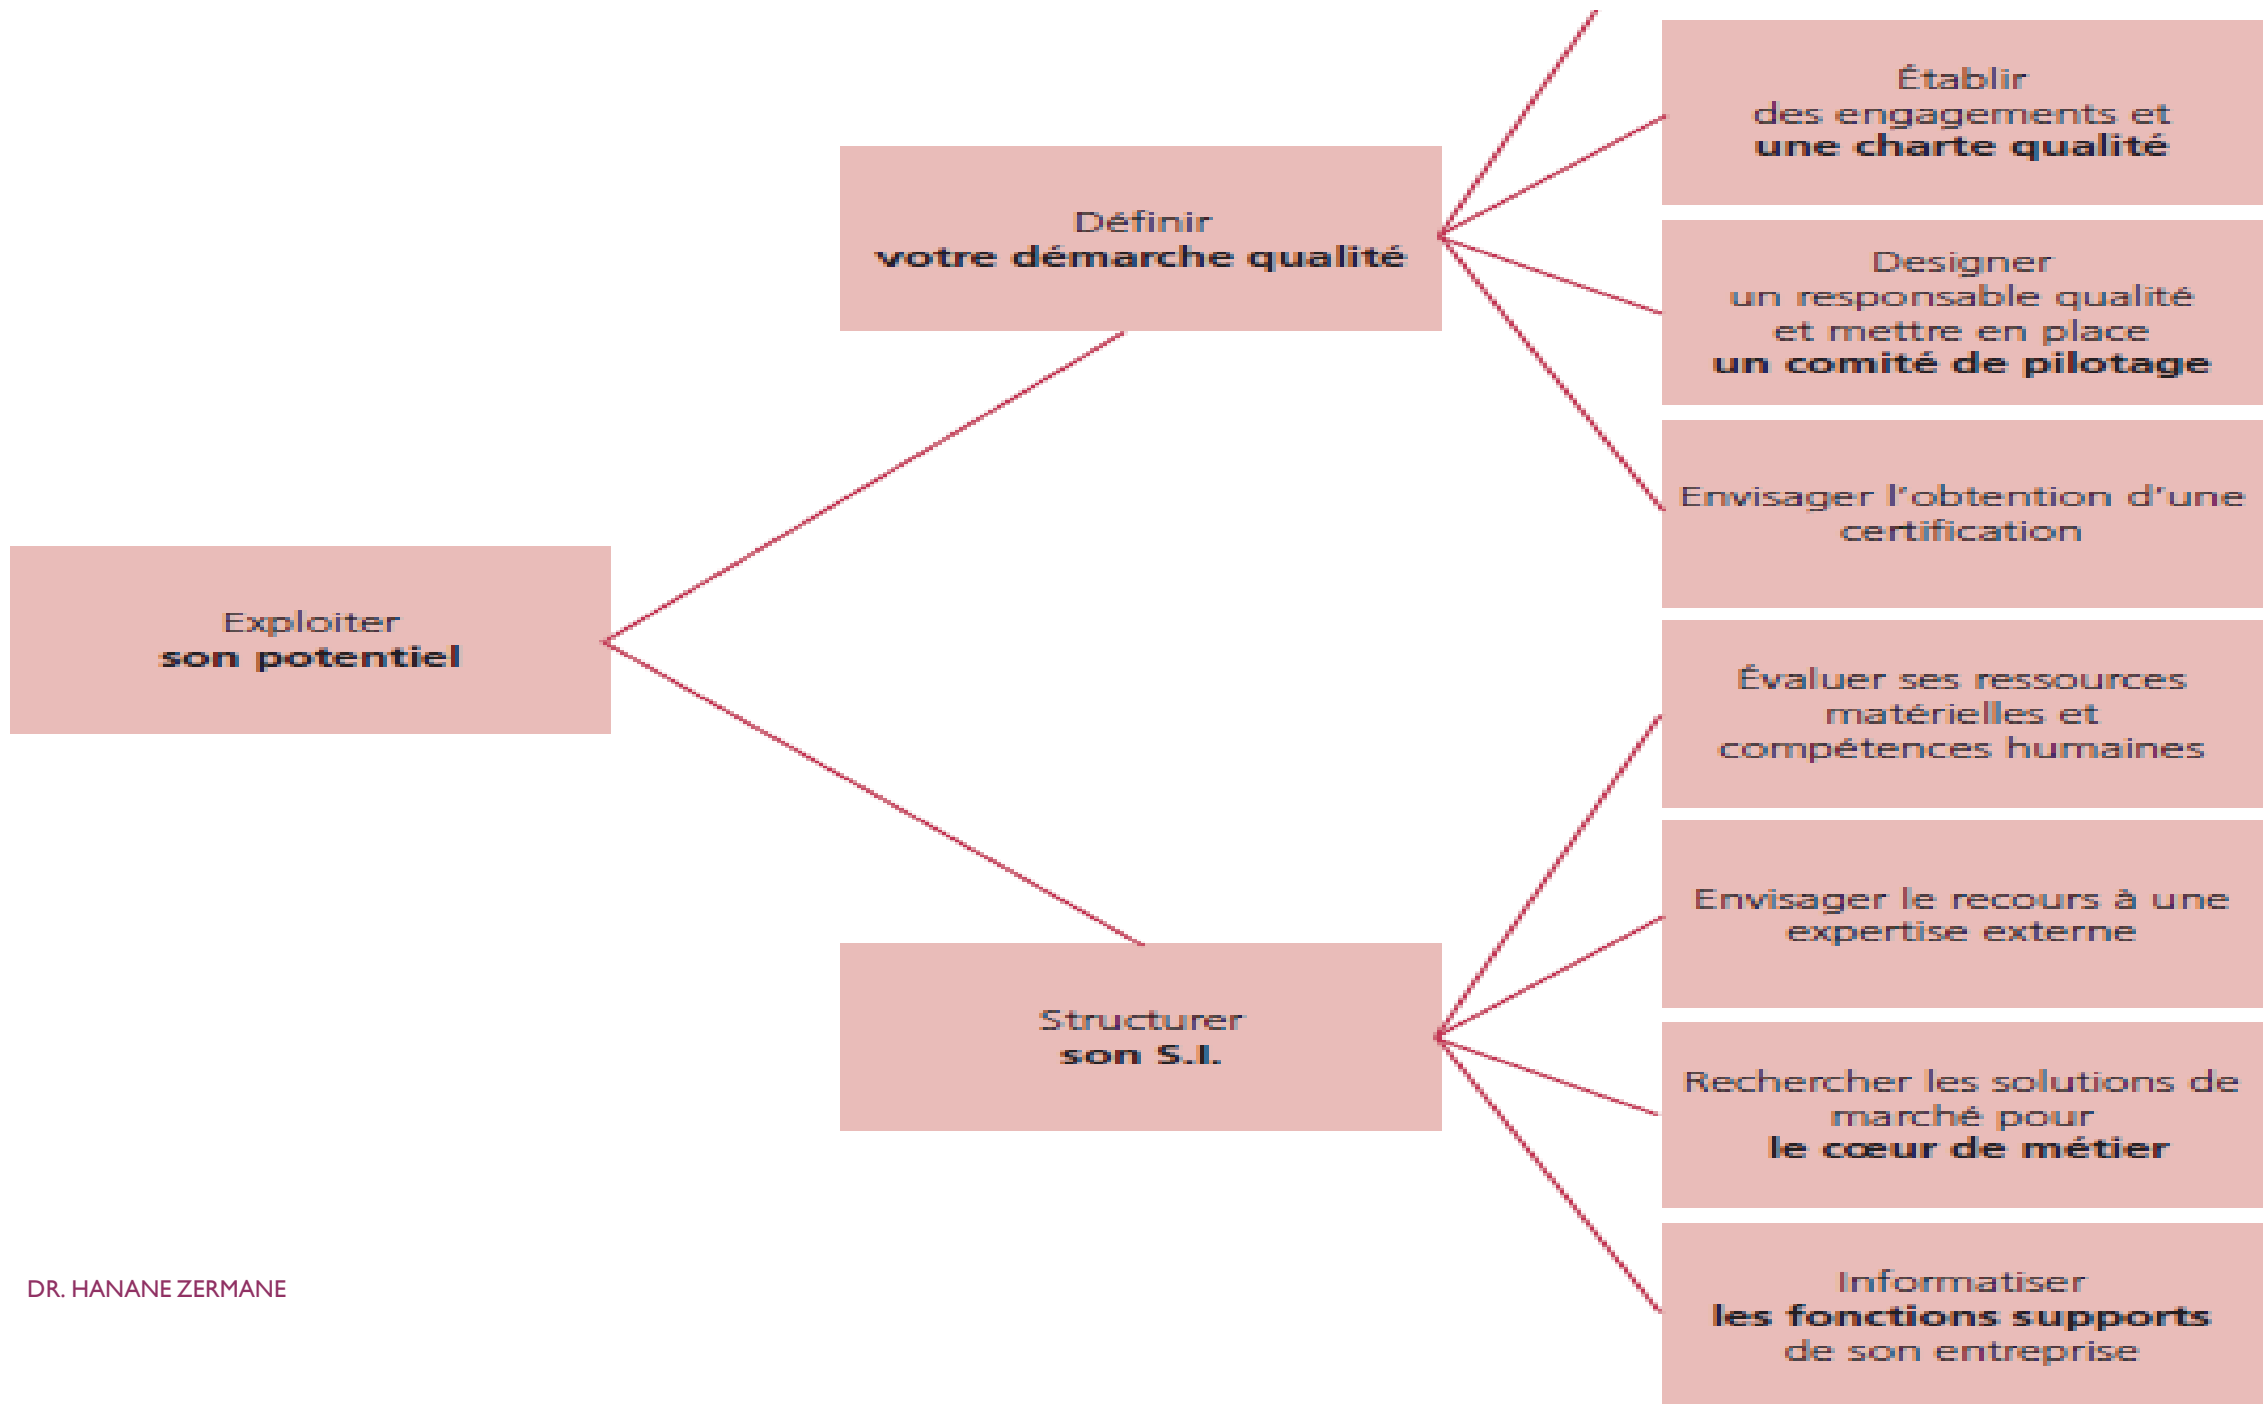 Établir
des engagements et
une charte qualité
Définir
votre démarche qualité
Designer
un responsable qualité
et mettre en place
un comité de pilotage
Envisager l’obtention d’une
certification
Exploiter
son potentiel
Évaluer ses ressources
matérielles et
compétences humaines
Envisager le recours à une
expertise externe
Structurer
son S.I.
Rechercher les solutions de
marché pour
le cœur de métier
Informatiser
les fonctions supports
de son entreprise
DR. HANANE ZERMANE